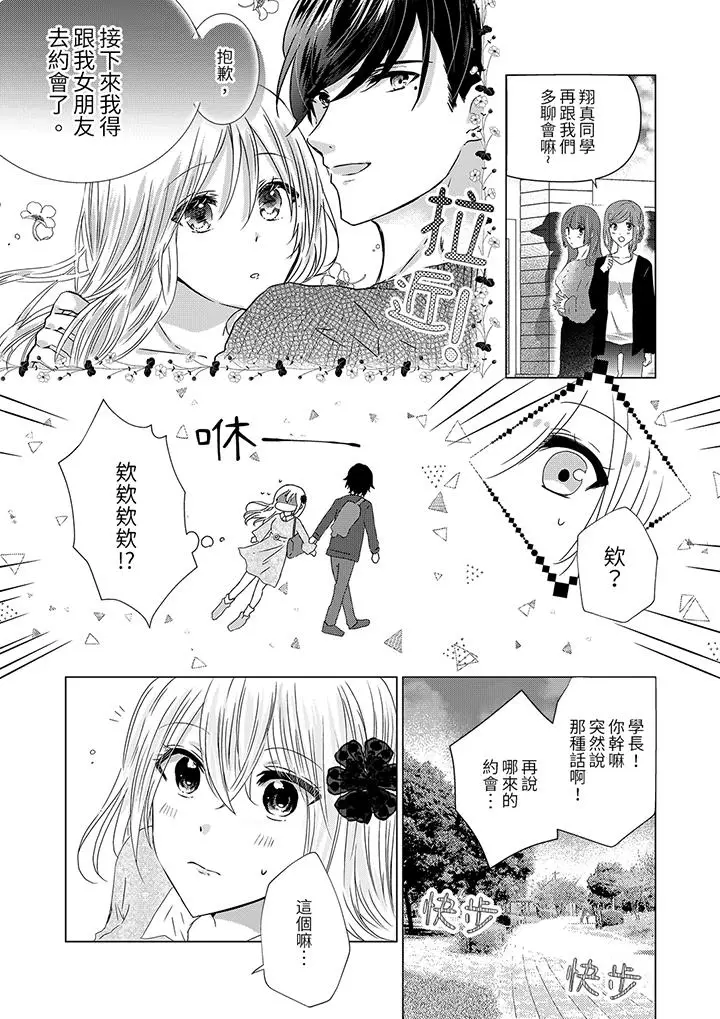 翔真同學
再跟我們
多聊會嘛~
抱歉，
接下來我得
跟我女朋友
去約會了。
拉近！
欸？
咻——
欸欸欸欸!?
學長！
你幹嘛
突然說
那種話啊！
再說
哪來的
約會…
快步
快步
這個嘛…